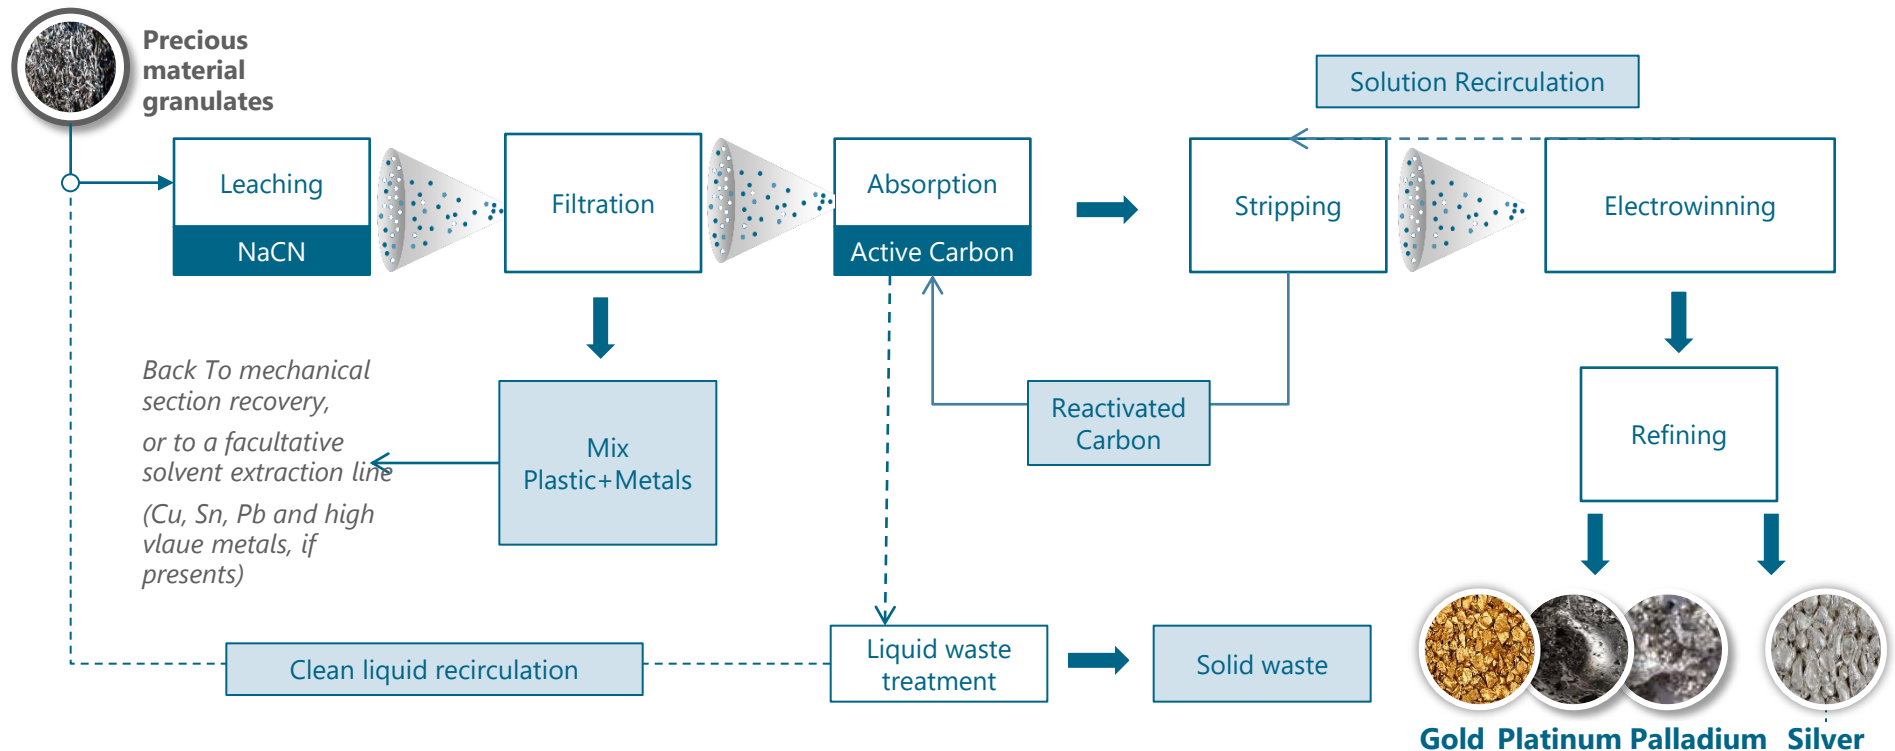 Precious
material
granulates
Solution Recirculation
Leaching
NaCN
Filtration
Absorption
Active Carbon
Stripping
Electrowinning
Back To mechanical
section recovery,
or to a facultative
solvent extraction line
(Cu, Sn, Pb and high
vlaue metals, if
presents)
Mix
Plastic+Metals
Reactivated
Carbon
Refining
Clean liquid recirculation
Liquid waste
treatment
Solid waste
Gold Platinum Palladium Silver